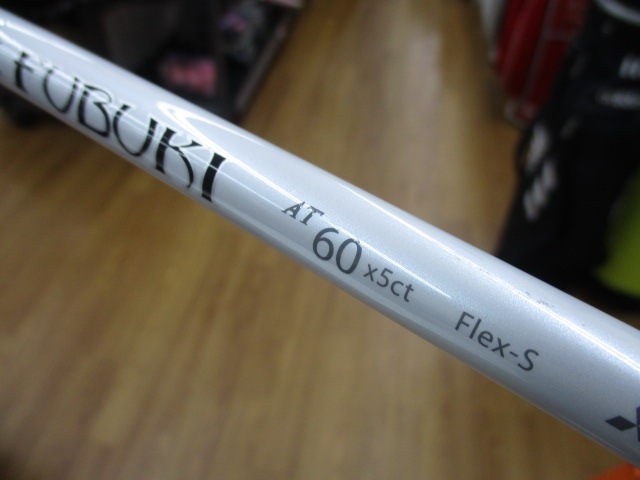 FUBUKI
AT
60 x5ct
Flex-S